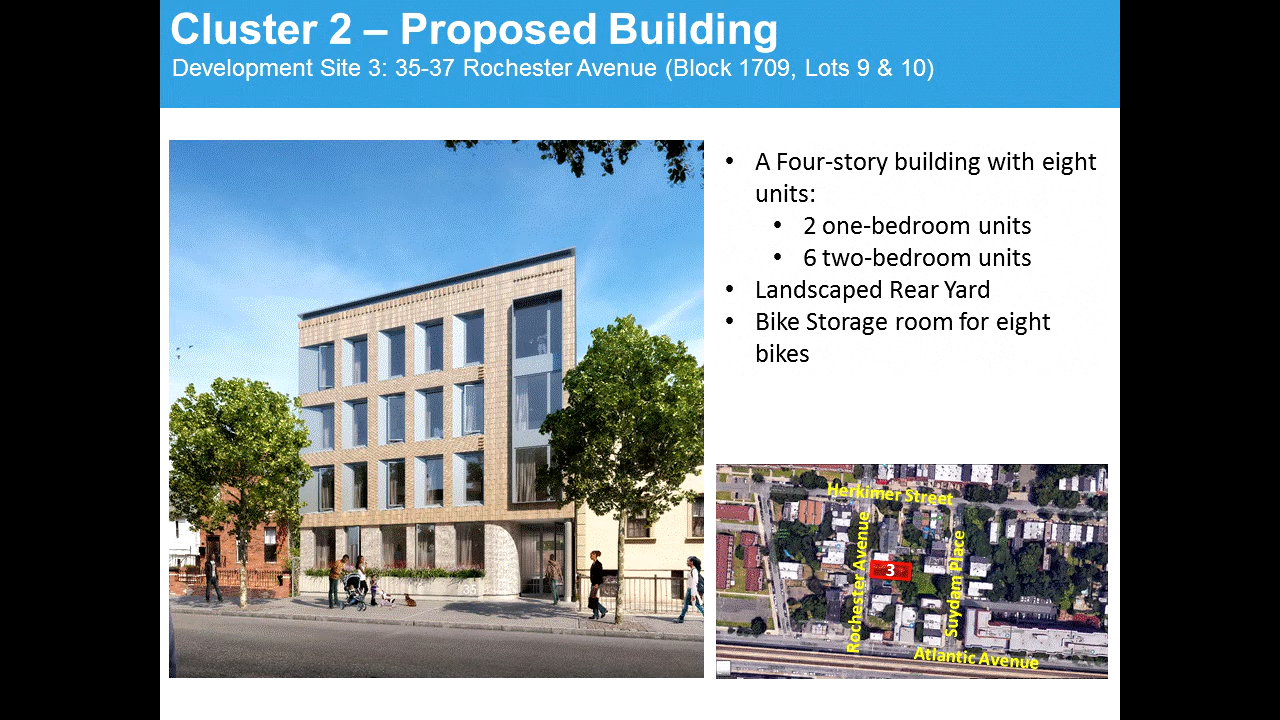 Cluster 2 – Proposed Building
Development Site 3: 35-37 Rochester Avenue (Block 1709, Lots 9 & 10)
• A Four-story building with eight
units:
• 2 one-bedroom units
• 6 two-bedroom units
• Landscaped Rear Yard
• Bike Storage room for eight
bikes
35
Herkimer Street
Rochester Avenue
3
Suydam Place
Atlantic Avenue